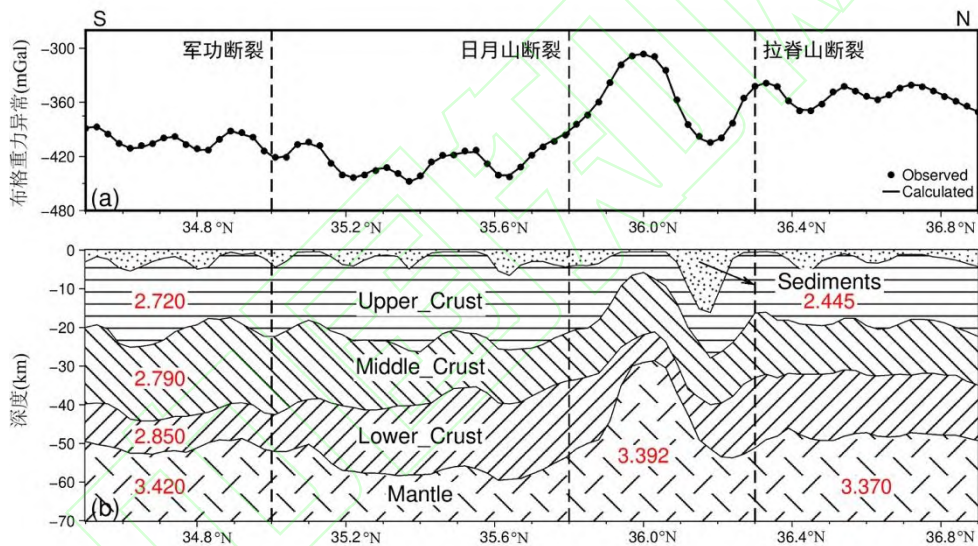 S
N
军功断裂
日月山断裂
拉脊山断裂
-300
-360
-420
-480
布格重力异常(mGal)
Observed
Calculated
(a)
34.8°N
35.2°N
35.6°N
36.0°N
36.4°N
36.8°N
0
-10
-20
-30
-40
-50
-60
-70
深度(km)
Sediments
2.720
Upper_Crust
2.445
2.790
Middle_Crust
2.850
Lower_Crust
3.420
Mantle
3.392
3.370
(b)
34.8°N
35.2°N
35.6°N
36.0°N
36.4°N
36.8°N